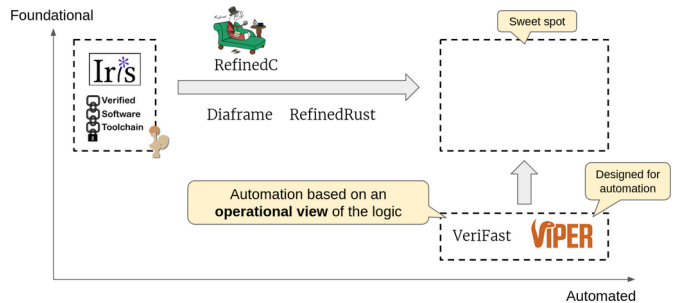 Foundational
Sweet spot
Iris
Verified
Software
Toolchain
RefinedC
Diaframe RefinedRust
Automation based on an
operational view of the logic
Designed for
automation
VeriFast VIPER
Automated